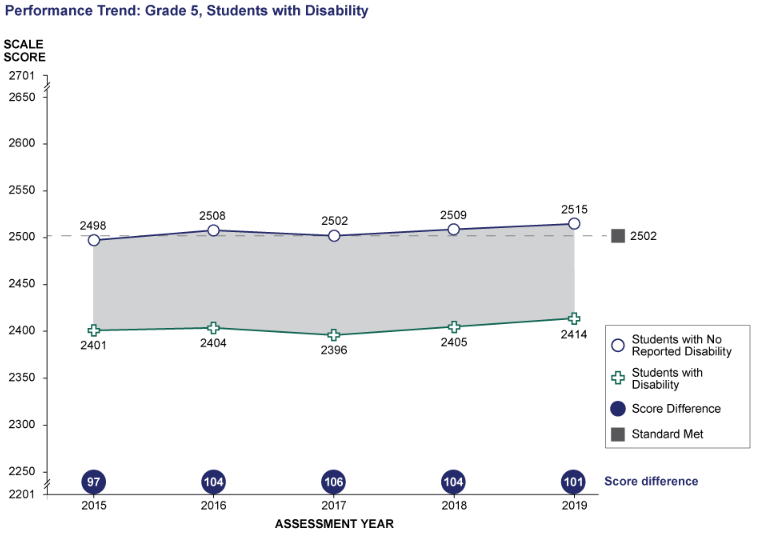 Performance Trend: Grade 5, Students with Disability
SCALE
SCORE
2701
2650
2600
2550
2500
2450
2400
2350
2300
2250
2201
2498
2508
2502
2509
2515
2502
2401
2404
2396
2405
2414
Students with No
Reported Disability
Students with
Disability
Score Difference
Standard Met
97
104
106
104
101
Score difference
2015
2016
2017
2018
2019
ASSESSMENT YEAR